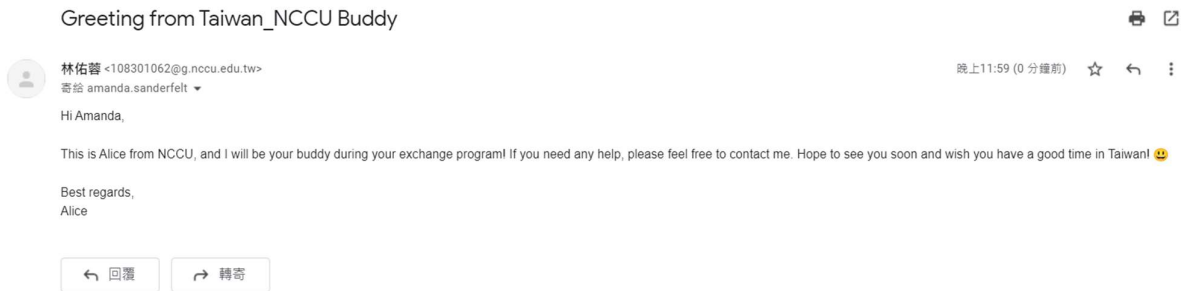 Greeting from Taiwan_NCCU Buddy
林佑蓉 <108301062@g.nccu.edu.tw>
晚上11:59 (0 分鐘前)
寄給 amanda.sanderfelt
Hi Amanda,
This is Alice from NCCU, and I will be your buddy during your exchange program! If you need any help, please feel free to contact me. Hope to see you soon and wish you have a good time in Taiwan! 😃
Best regards,
Alice
回覆
轉寄